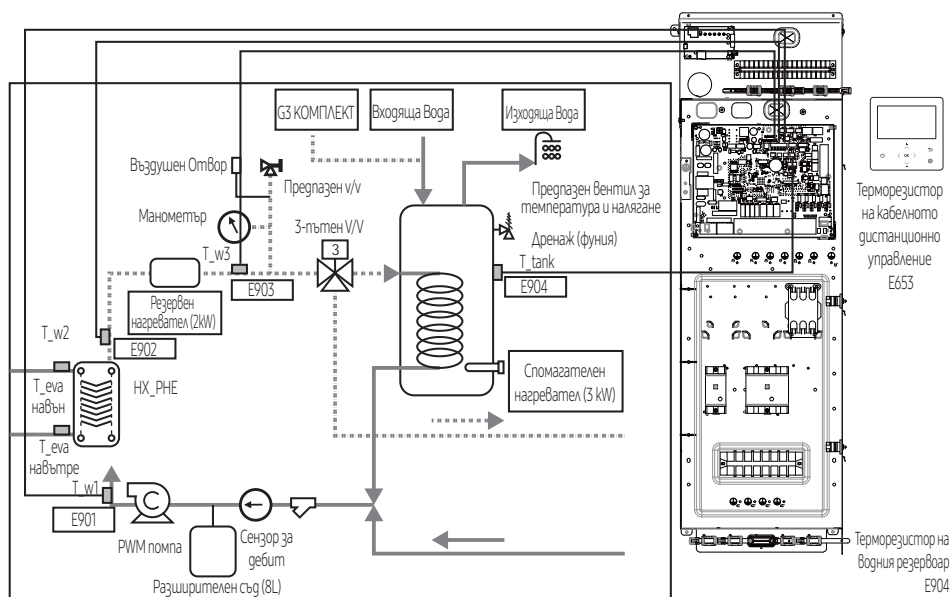 G3 КОМПЛЕКТ
Входяща Вода
Изходяща Вода
Въздушен Отвор
Предпазен v/v
Предпазен вентил за
температура и налягане
Манометър
3-пътен V/V
Дренаж (фуния)
T_w3
3
T_tank
E903
E904
Резервен
нагревател (2kW)
T_w2
E902
T_eva
навън
HX_PHE
Спомагателен
нагревател (3 kW)
T_eva
навътре
T_w1
E901
C
PWM помпа
Сензор за
дебит
Разширителен съд (8L)
OK
Терморезистор
на кабелното
дистанционно
управление
E653
Терморезистор на
водния резервоар
E904